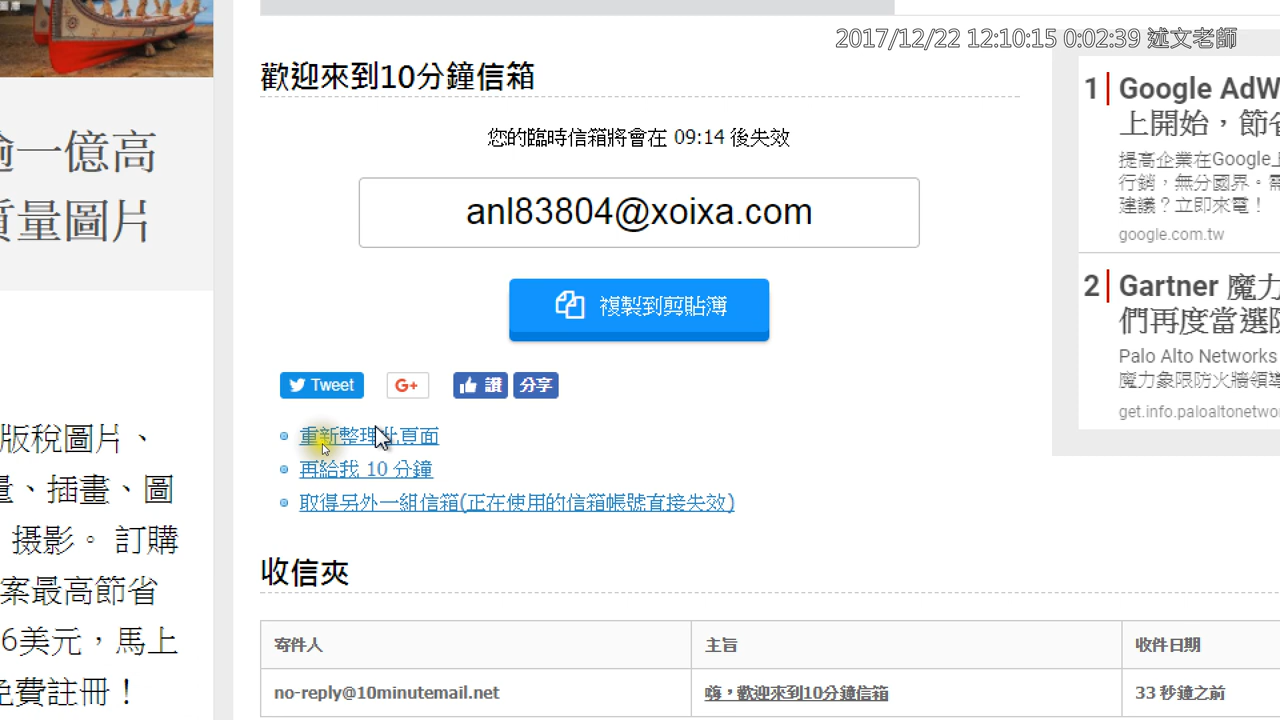 圖庫
2017/12/22 12:10:15 0:02:39 述文老師
歡迎來到10分鐘信箱
您的臨時信箱將會在 09:14 後失效
anl83804@xoixa.com
複製到剪貼簿
Tweet
G+
讚 分享
重新整理此頁面
再給我 10 分鐘
取得另外一組信箱(正在使用的信箱帳號直接失效)
收信夾
寄件人 主旨 收件日期
no-reply@10minutemail.net 嗨，歡迎來到10分鐘信箱 33 秒鐘之前
一億高
質量圖片
版稅圖片、
量、插畫、圖
摄影。 訂購
案最高節省
6美元，馬上
免費註冊！
1 Google AdW
上開始，節省
提高企業在Google上
行銷，無分國界。需
建議？立即來電！
google.com.tw
2 Gartner 魔力
們再度當選防
Palo Alto Networks
魔力象限防火牆領導
get.info.paloaltonetwo